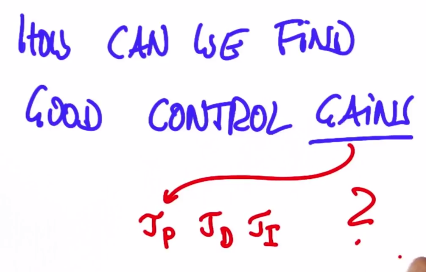 HOW CAN WE FIND
GOOD CONTROL GAINS
τP τD τI ?